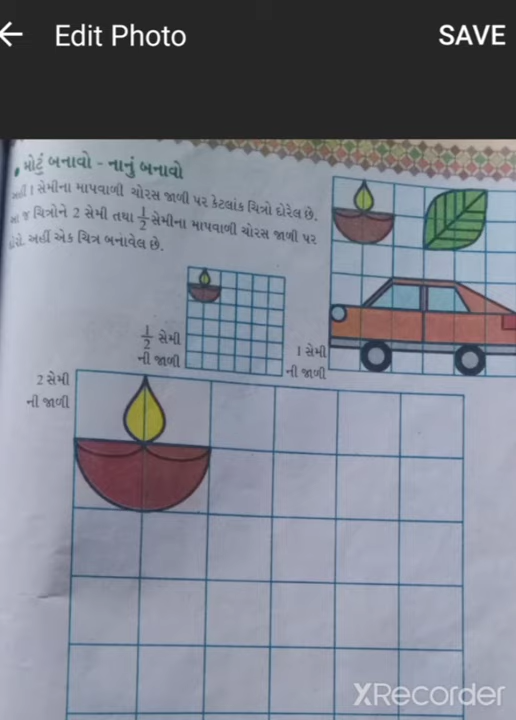 Edit Photo
SAVE
મોટું બનાવો - નાનું બનાવો
અહીં 1 સેમીના માપવાળી ચોરસ જાળી પર કેટલાંક ચિત્રો દોરેલ છે.
આ જ ચિત્રોને 2 સેમી તથા 1/2 સેમીના માપવાળી ચોરસ જાળી પર
દોરો. અહીં એક ચિત્ર બનાવેલ છે.
1/2 સેમી
ની જાળી
1 સેમી
ની જાળી
2 સેમી
ની જાળી
XRecorder